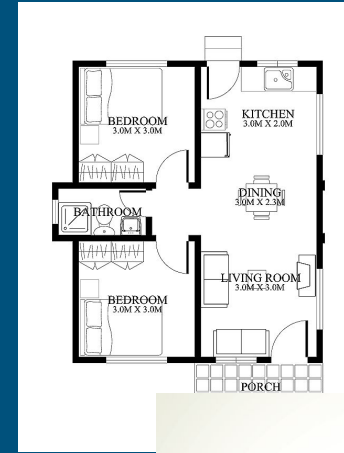 BEDROOM
3.0M X 3.0M
KITCHEN
3.0M X 2.0M
DINING
3.0M X 2.3M
BATHROOM
LIVING ROOM
3.0M X 3.0M
BEDROOM
3.0M X 3.0M
PORCH